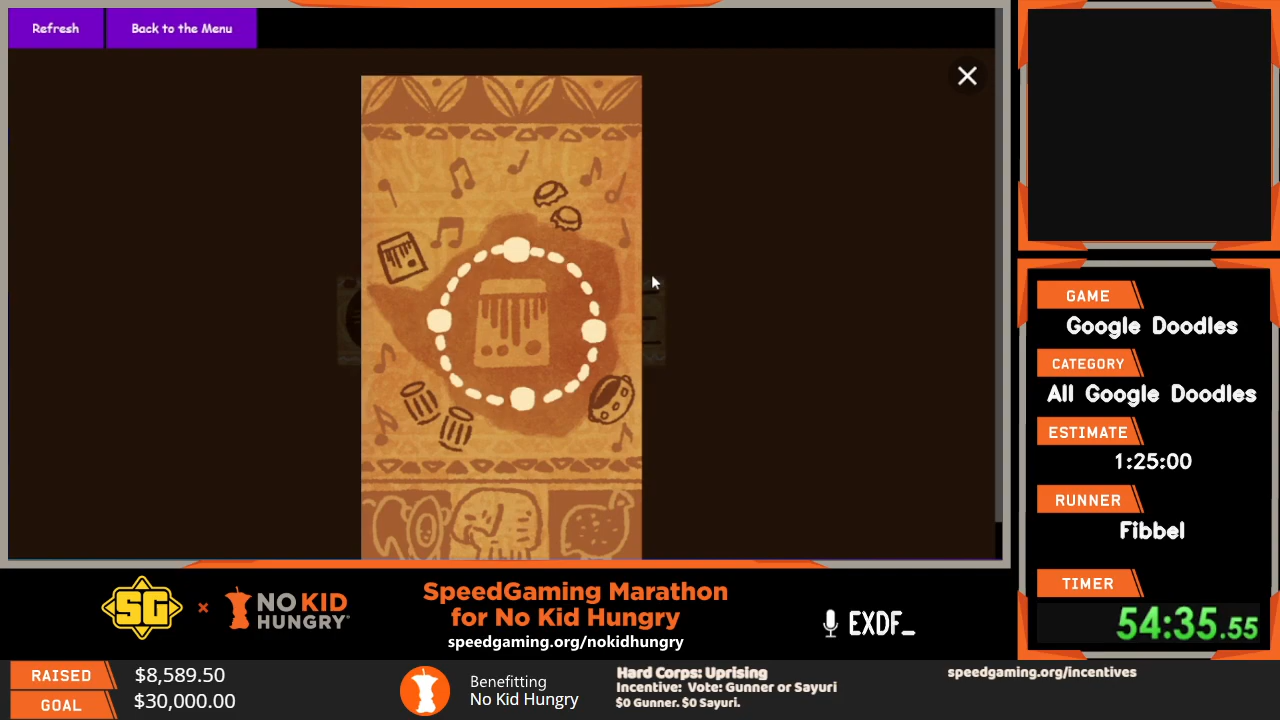 Refresh
Back to the Menu
GAME
Google Doodles
CATEGORY
All Google Doodles
ESTIMATE
1:25:00
RUNNER
Fibbel
TIMER
54:35.55
SG × NO KID HUNGRY
SpeedGaming Marathon
for No Kid Hungry
speedgaming.org/nokidhungry
EXDF_
RAISED $8,589.50
GOAL $30,000.00
Benefitting
No Kid Hungry
Hard Corps: Uprising
Incentive: Vote: Gunner or Sayuri
$0 Gunner. $0 Sayuri.
speedgaming.org/incentives